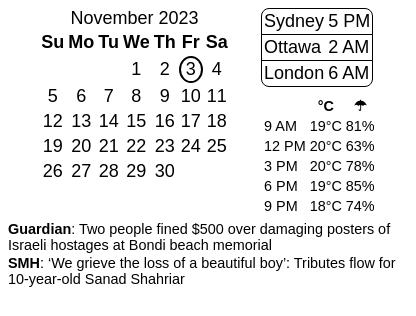 November 2023
Su Mo Tu We Th Fr Sa
1 2 3 4
5 6 7 8 9 10 11
12 13 14 15 16 17 18
19 20 21 22 23 24 25
26 27 28 29 30
Sydney 5 PM
Ottawa 2 AM
London 6 AM
°C ☂
9 AM 19°C 81%
12 PM 20°C 63%
3 PM 20°C 78%
6 PM 19°C 85%
9 PM 18°C 74%
Guardian: Two people fined $500 over damaging posters of
Israeli hostages at Bondi beach memorial
SMH: ‘We grieve the loss of a beautiful boy’: Tributes flow for
10-year-old Sanad Shahriar